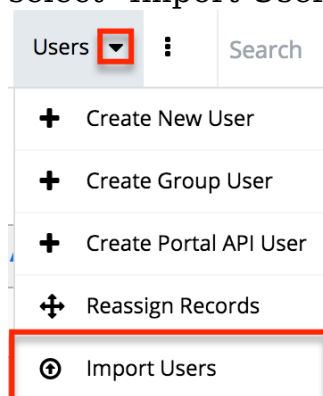 select "Import User
Users
Search
Create New User
Create Group User
Create Portal API User
Reassign Records
Import Users